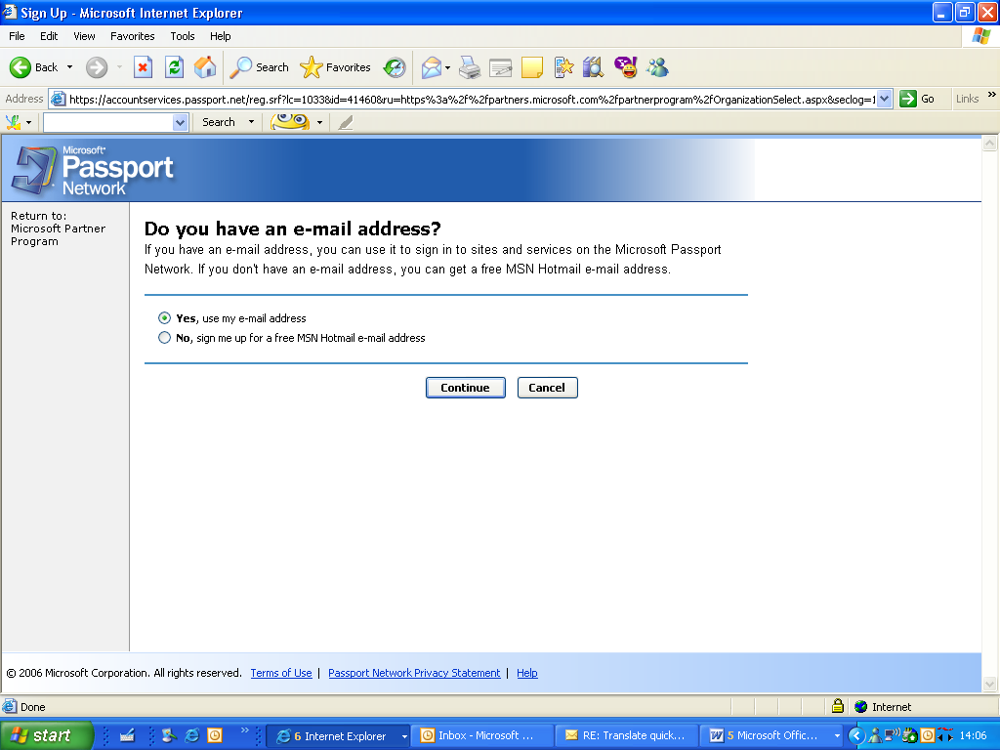 Sign Up - Microsoft Internet Explorer
File Edit View Favorites Tools Help
Back Search Favorites
Address https://accountservices.passport.net/reg.srf?lc=1033&id=41460&ru=https%3a%2f%2fpartners.microsoft.com%2fpartnerprogram%2fOrganizationSelect.aspx&seclog=1 Go Links »
Search
Microsoft®
Passport
Network
Return to:
Microsoft Partner
Program
Do you have an e-mail address?
If you have an e-mail address, you can use it to sign in to sites and services on the Microsoft Passport
Network. If you don't have an e-mail address, you can get a free MSN Hotmail e-mail address.
Yes, use my e-mail address
No, sign me up for a free MSN Hotmail e-mail address
Continue Cancel
© 2006 Microsoft Corporation. All rights reserved. Terms of Use | Passport Network Privacy Statement | Help
Done Internet
start » 6 Internet Explorer Inbox - Microsoft ... RE: Translate quick... 5 Microsoft Offic... 14:06